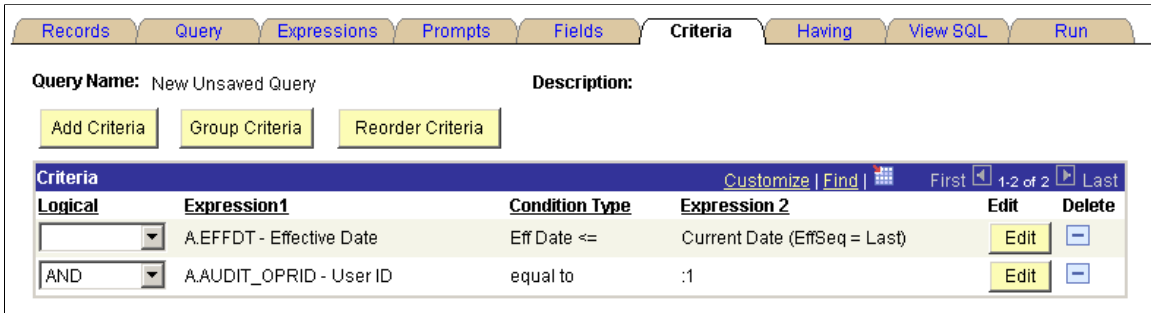 Records Query Expressions Prompts Fields Criteria Having View SQL Run
Query Name: New Unsaved Query Description:
Add Criteria Group Criteria Reorder Criteria
Criteria Customize | Find | First 1-2 of 2 Last
Logical Expression1 Condition Type Expression 2 Edit Delete
A.EFFDT - Effective Date Eff Date <= Current Date (EffSeq = Last) Edit
AND A.AUDIT_OPRID - User ID equal to :1 Edit